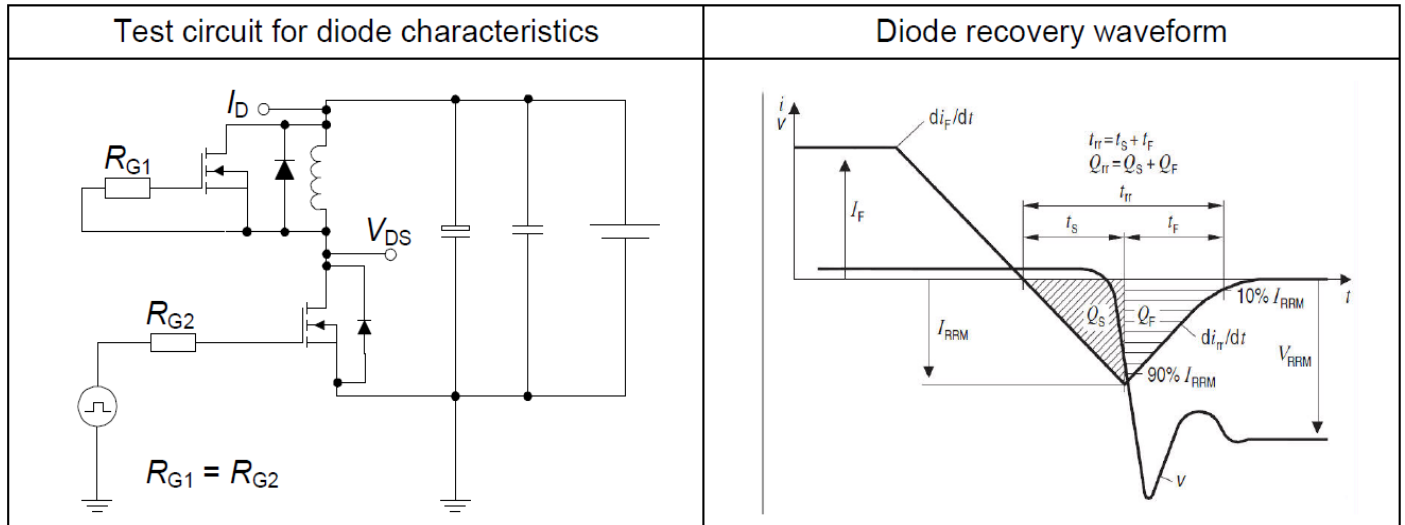 Test circuit for diode characteristics
Diode recovery waveform
I_D
R_G1
V_DS
R_G2
R_G1 = R_G2
i
v
di_F/dt
t_rr=t_S+t_F
Q_rr=Q_S+Q_F
t_rr
I_F
t_S
t_F
t
10% I_RRM
Q_S
Q_F
I_RRM
di_rr/dt
V_RRM
90% I_RRM
v